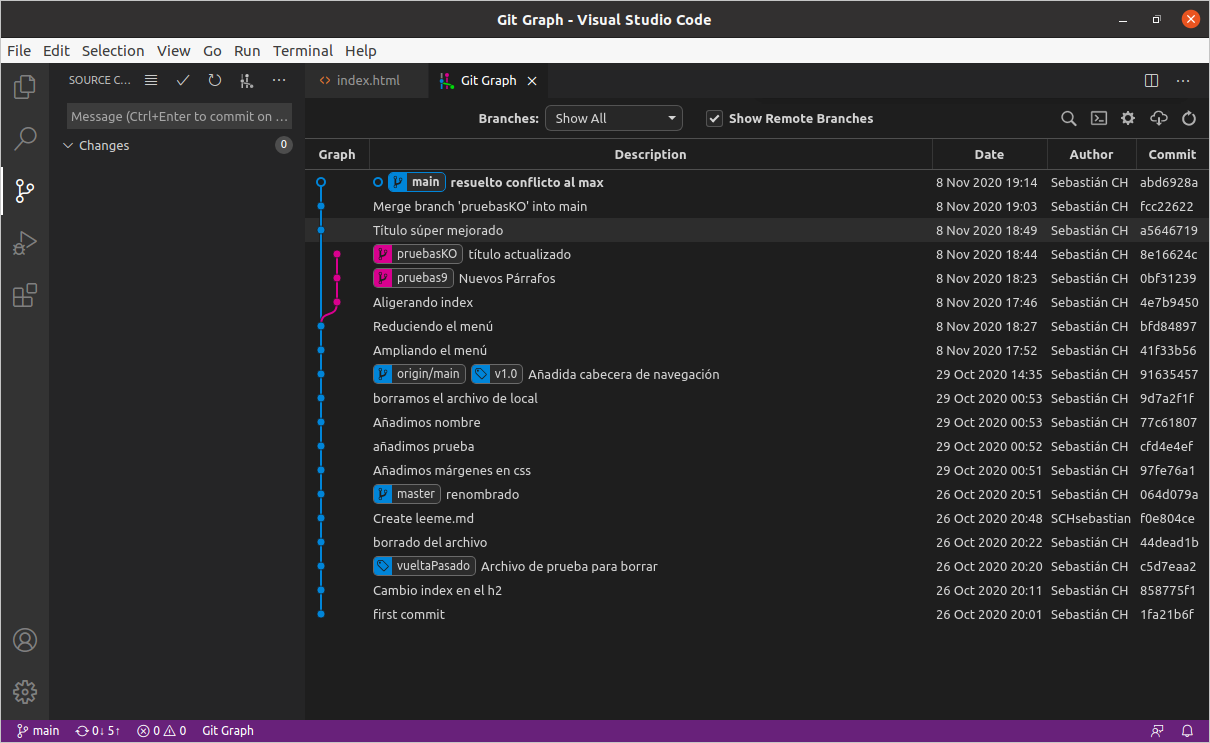 Git Graph - Visual Studio Code
File Edit Selection View Go Run Terminal Help
SOURCE C...
index.html Git Graph
Message (Ctrl+Enter to commit on ...
Changes 0
Branches: Show All Show Remote Branches
Graph Description Date Author Commit
main resuelto conflicto al max 8 Nov 2020 19:14 Sebastián CH abd6928a
Merge branch 'pruebasKO' into main 8 Nov 2020 19:03 Sebastián CH fcc22622
Título súper mejorado 8 Nov 2020 18:49 Sebastián CH a5646719
pruebasKO título actualizado 8 Nov 2020 18:44 Sebastián CH 8e16624c
pruebas9 Nuevos Párrafos 8 Nov 2020 18:23 Sebastián CH 0bf31239
Aligerando index 8 Nov 2020 17:46 Sebastián CH 4e7b9450
Reduciendo el menú 8 Nov 2020 18:27 Sebastián CH bfd84897
Ampliando el menú 8 Nov 2020 17:52 Sebastián CH 41f33b56
origin/main v1.0 Añadida cabecera de navegación 29 Oct 2020 14:35 Sebastián CH 91635457
borramos el archivo de local 29 Oct 2020 00:53 Sebastián CH 9d7a2f1f
Añadimos nombre 29 Oct 2020 00:53 Sebastián CH 77c61807
añadimos prueba 29 Oct 2020 00:52 Sebastián CH cfd4e4ef
Añadimos márgenes en css 29 Oct 2020 00:51 Sebastián CH 97fe76a1
master renombrado 26 Oct 2020 20:51 Sebastián CH 064d079a
Create leeme.md 26 Oct 2020 20:48 SCHsebastian f0e804ce
borrado del archivo 26 Oct 2020 20:22 Sebastián CH 44dead1b
vueltaPasado Archivo de prueba para borrar 26 Oct 2020 20:20 Sebastián CH c5d7eaa2
Cambio index en el h2 26 Oct 2020 20:11 Sebastián CH 858775f1
first commit 26 Oct 2020 20:01 Sebastián CH 1fa21b6f
main 0↓ 5↑ 0 0 Git Graph